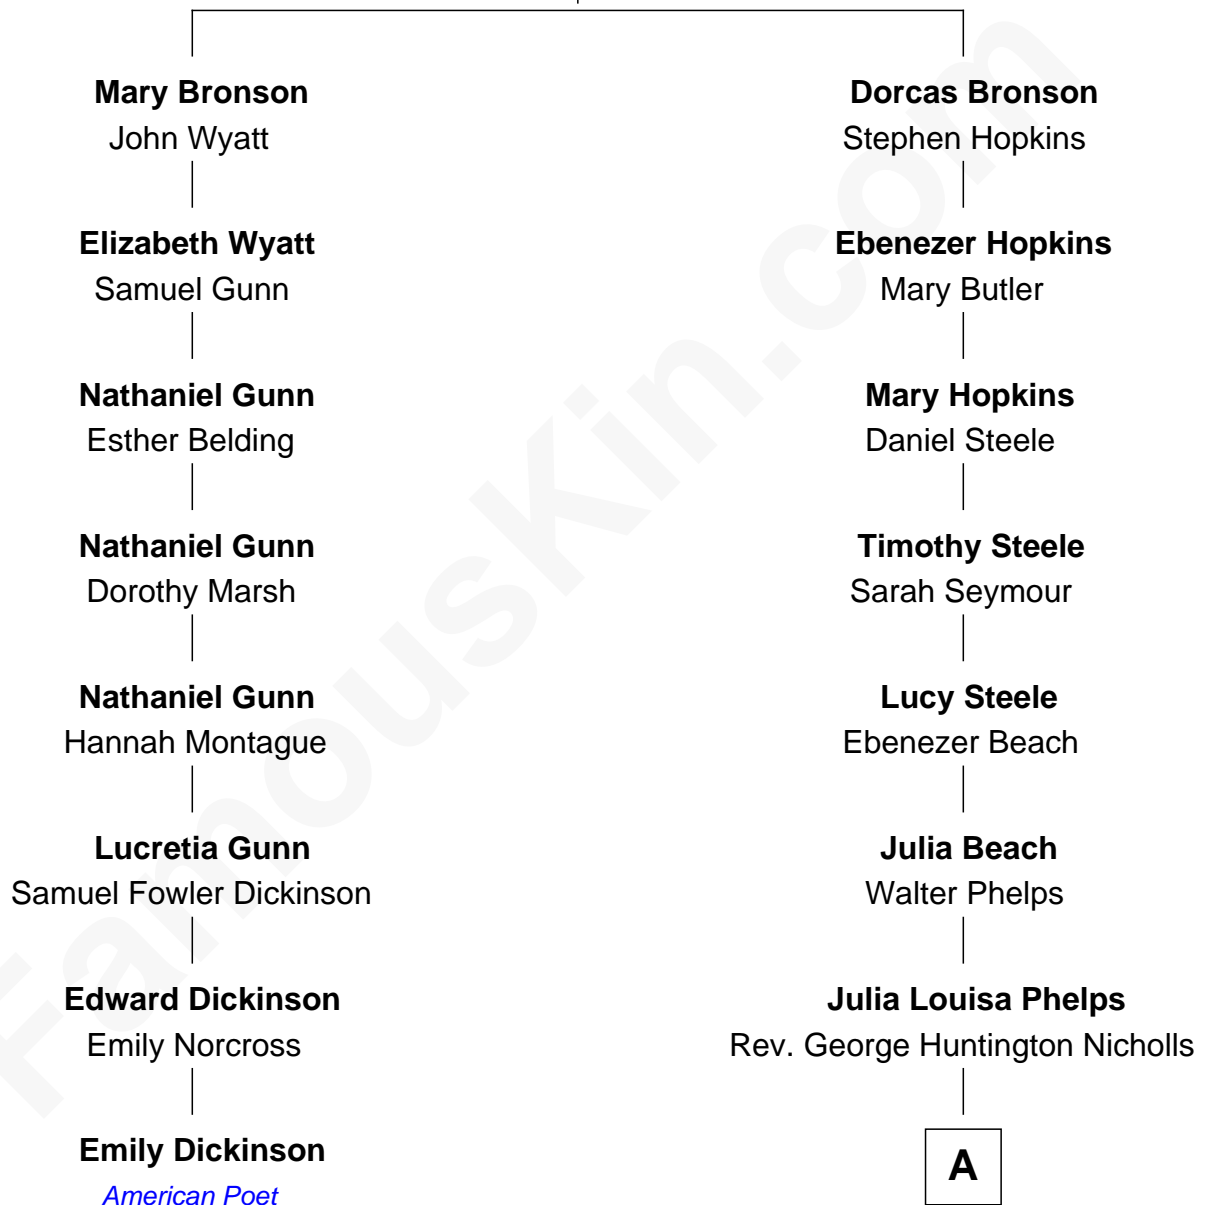 Mary Bronson
John Wyatt
Dorcas Bronson
Stephen Hopkins
Elizabeth Wyatt
Samuel Gunn
Ebenezer Hopkins
Mary Butler
Nathaniel Gunn
Esther Belding
Mary Hopkins
Daniel Steele
Nathaniel Gunn
Dorothy Marsh
Timothy Steele
Sarah Seymour
Nathaniel Gunn
Hannah Montague
Lucy Steele
Ebenezer Beach
Lucretia Gunn
Samuel Fowler Dickinson
Julia Beach
Walter Phelps
Edward Dickinson
Emily Norcross
Julia Louisa Phelps
Rev. George Huntington Nicholls
Emily Dickinson
American Poet
A
FamousKin.com